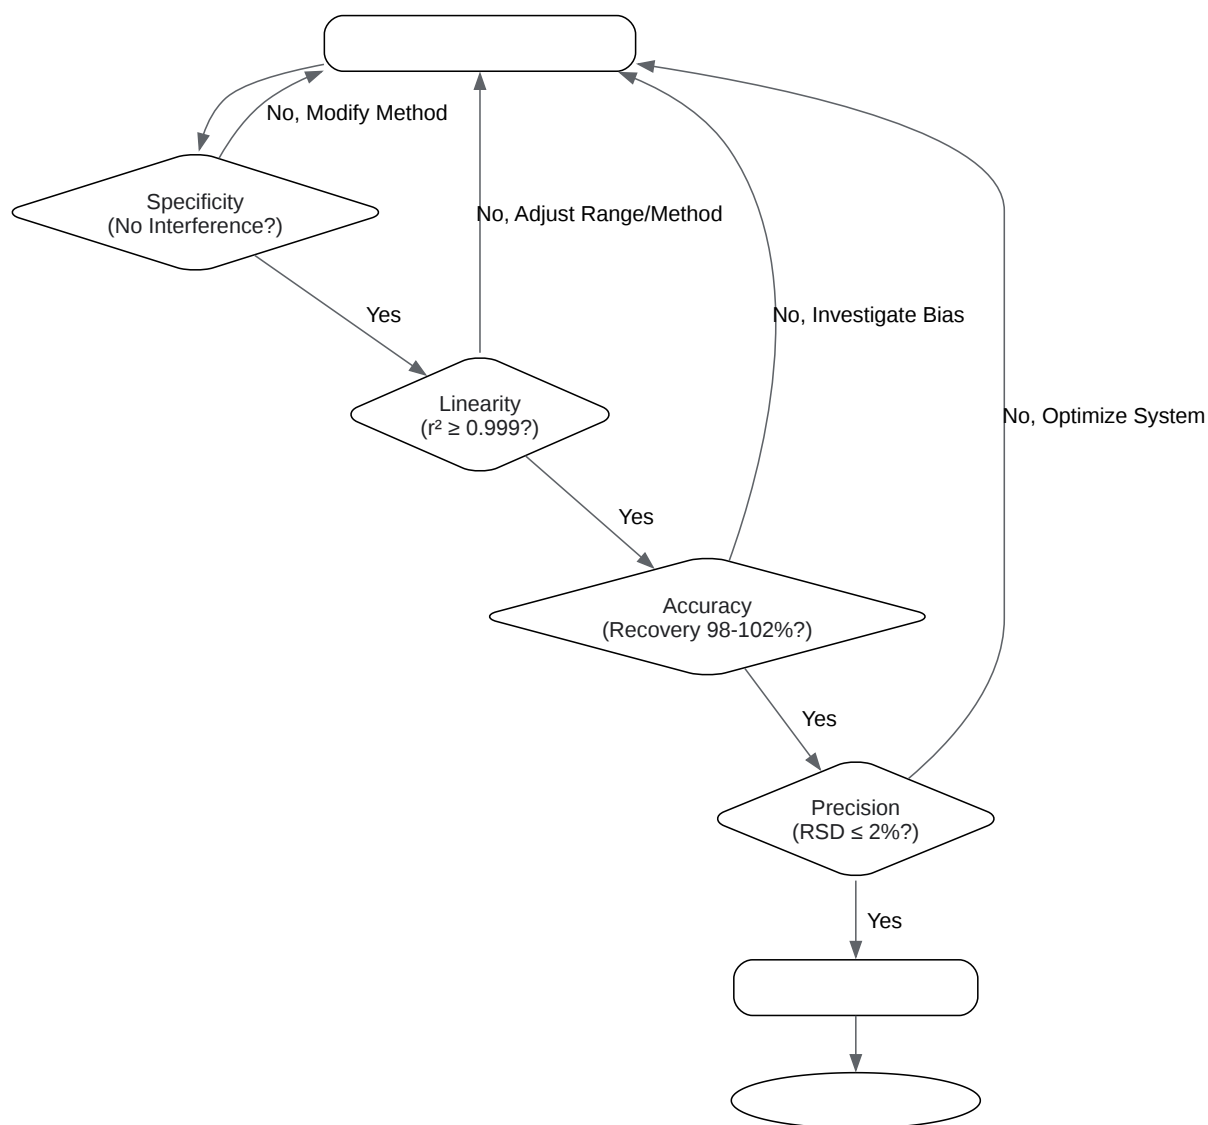 No, Modify Method
Specificity
(No Interference?)
No, Adjust Range/Method
Yes
No, Investigate Bias
Linearity
(r² ≥ 0.999?)
No, Optimize System
Yes
Accuracy
(Recovery 98-102%?)
Yes
Precision
(RSD ≤ 2%?)
Yes